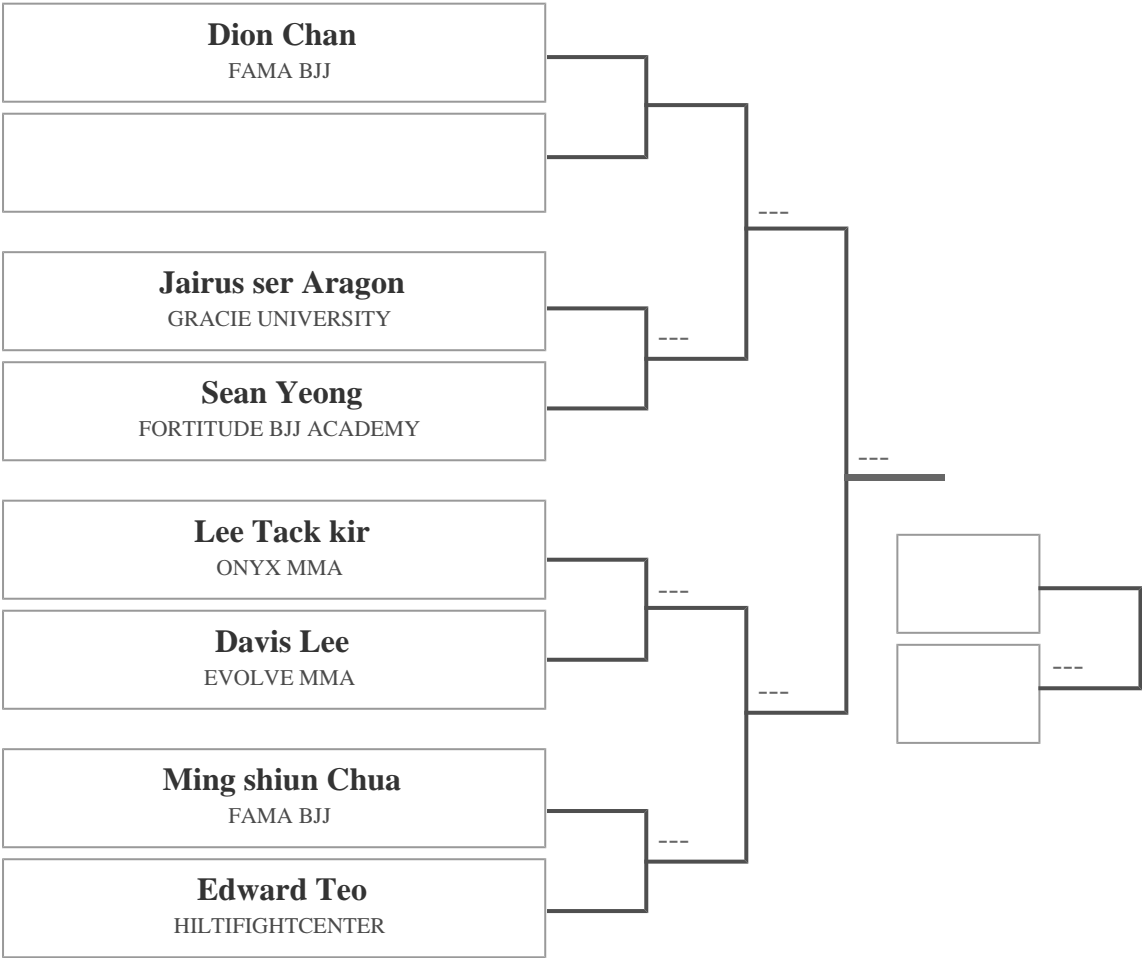 Dion Chan
FAMA BJJ
---
Jairus ser Aragon
GRACIE UNIVERSITY
---
Sean Yeong
FORTITUDE BJJ ACADEMY
---
Lee Tack kir
ONYX MMA
---
Davis Lee
EVOLVE MMA
---
---
Ming shiun Chua
FAMA BJJ
---
Edward Teo
HILTIFIGHTCENTER